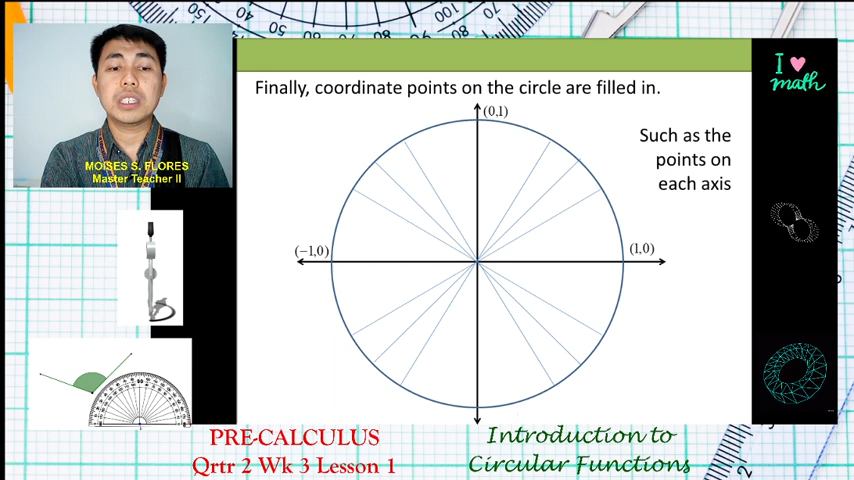 Finally, coordinate points on the circle are filled in.
I
math
(0,1)
Such as the
points on
each axis
MOISES S. FLORES
Master Teacher II
(−1,0)
(1,0)
PRE-CALCULUS
Qrtr 2 Wk 3 Lesson 1
Introduction to
Circular Functions